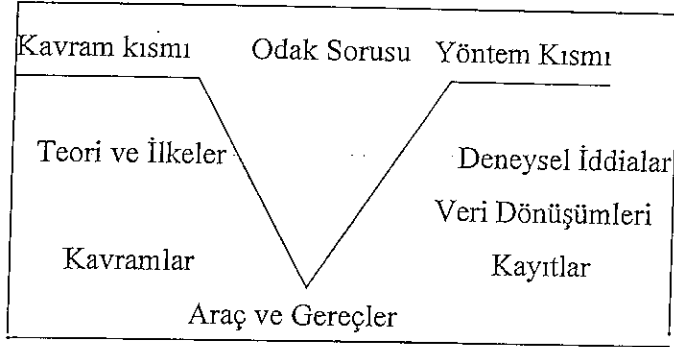 Kavram kısmı Odak Sorusu Yöntem Kısmı
Teori ve İlkeler Deneysel İddialar
Veri Dönüşümleri
Kavramlar Kayıtlar
Araç ve Gereçler